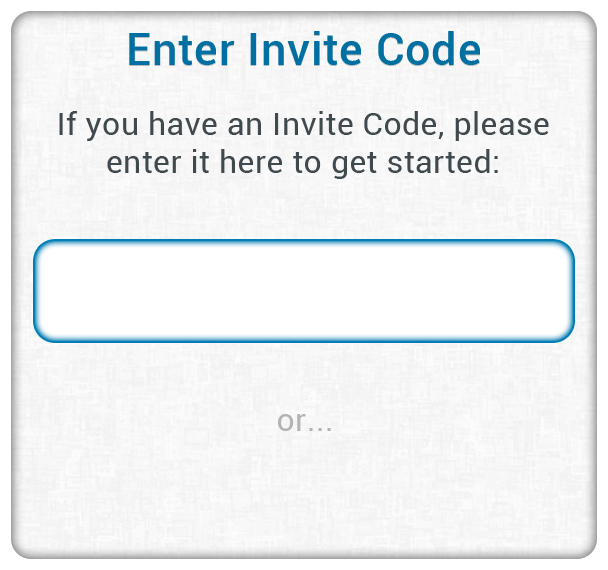 Enter Invite Code
If you have an Invite Code, please
enter it here to get started:
or...